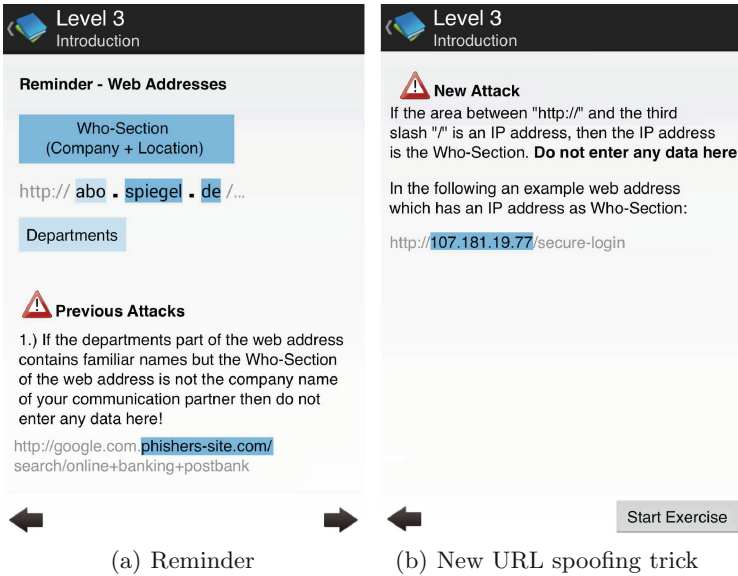 Level 3
Introduction
Reminder - Web Addresses
Who-Section
(Company + Location)
http:// abo . spiegel . de /...
Departments
Previous Attacks
1.) If the departments part of the web address
contains familiar names but the Who-Section
of the web address is not the company name
of your communication partner then do not
enter any data here!
http://google.com.phishers-site.com/
search/online+banking+postbank
(a) Reminder
Level 3
Introduction
New Attack
If the area between "http://" and the third
slash "/" is an IP address, then the IP address
is the Who-Section. Do not enter any data here
In the following an example web address
which has an IP address as Who-Section:
http://107.181.19.77/secure-login
Start Exercise
(b) New URL spoofing trick